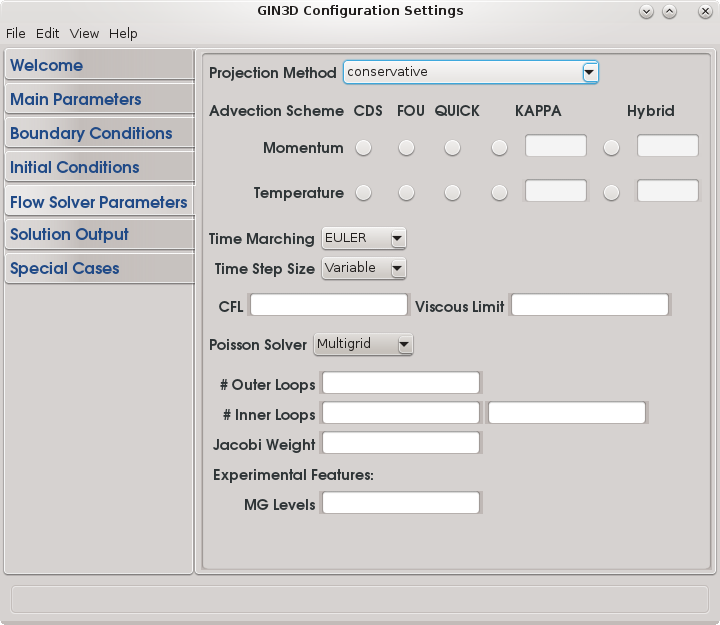 GIN3D Configuration Settings
File Edit View Help
Welcome
Main Parameters
Boundary Conditions
Initial Conditions
Flow Solver Parameters
Solution Output
Special Cases
Projection Method conservative
Advection Scheme CDS FOU QUICK KAPPA Hybrid
Momentum
Temperature
Time Marching EULER
Time Step Size Variable
CFL Viscous Limit
Poisson Solver Multigrid
# Outer Loops
# Inner Loops
Jacobi Weight
Experimental Features:
MG Levels